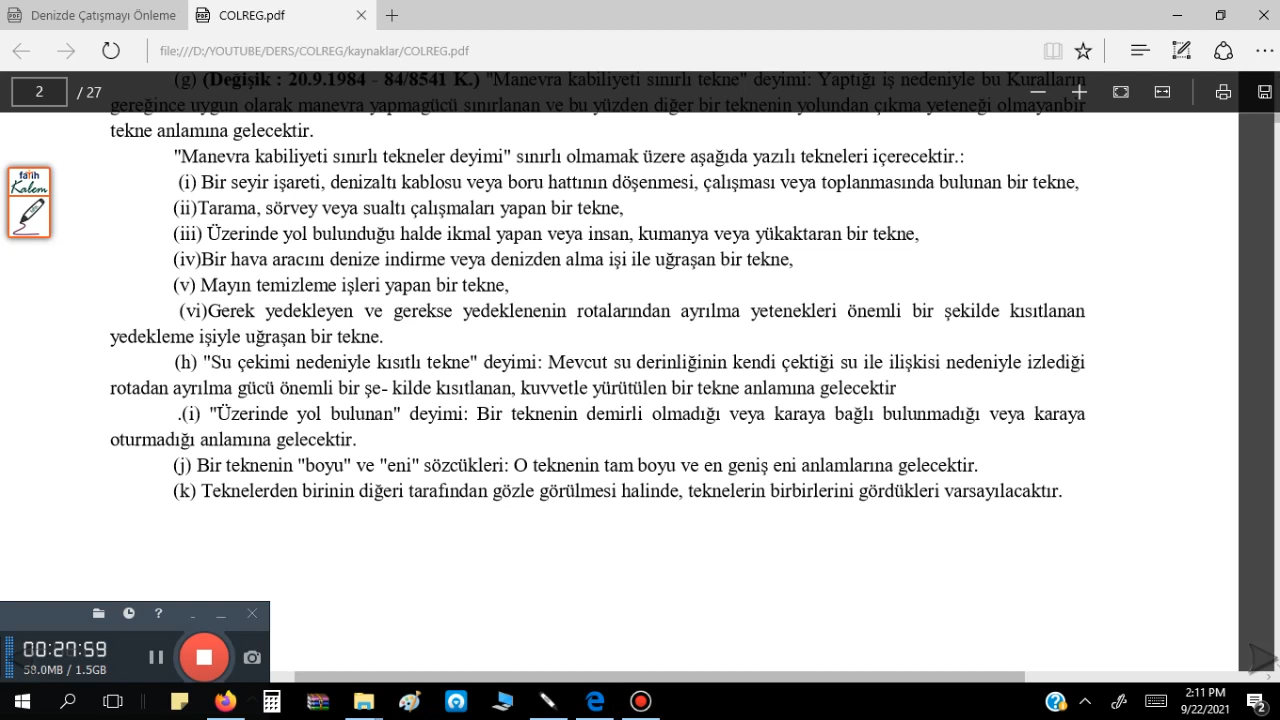 Denizde Çatışmayı Önleme
COLREG.pdf
file:///D:/YOUTUBE/DERS/COLREG/kaynaklar/COLREG.pdf
(g) (Değişik : 20.9.1984 - 84/8541 K.) "Manevra kabiliyeti sınırlı tekne" deyimi: Yaptığı iş nedeniyle bu Kuralların
2 / 27
gereğince uygun olarak manevra yapmagücü sınırlanan ve bu yüzden diğer bir teknenin yolundan çıkma yeteneği olmayanbir
tekne anlamına gelecektir.
"Manevra kabiliyeti sınırlı tekneler deyimi" sınırlı olmamak üzere aşağıda yazılı tekneleri içerecektir.:
fatih
Kalem
(i) Bir seyir işareti, denizaltı kablosu veya boru hattının döşenmesi, çalışması veya toplanmasında bulunan bir tekne,
(ii)Tarama, sörvey veya sualtı çalışmaları yapan bir tekne,
(iii) Üzerinde yol bulunduğu halde ikmal yapan veya insan, kumanya veya yükaktaran bir tekne,
(iv)Bir hava aracını denize indirme veya denizden alma işi ile uğraşan bir tekne,
(v) Mayın temizleme işleri yapan bir tekne,
(vi)Gerek yedekleyen ve gerekse yedeklenenin rotalarından ayrılma yetenekleri önemli bir şekilde kısıtlanan
yedekleme işiyle uğraşan bir tekne.
(h) "Su çekimi nedeniyle kısıtlı tekne" deyimi: Mevcut su derinliğinin kendi çektiği su ile ilişkisi nedeniyle izlediği
rotadan ayrılma gücü önemli bir şe- kilde kısıtlanan, kuvvetle yürütülen bir tekne anlamına gelecektir
.(i) "Üzerinde yol bulunan" deyimi: Bir teknenin demirli olmadığı veya karaya bağlı bulunmadığı veya karaya
oturmadığı anlamına gelecektir.
(j) Bir teknenin "boyu" ve "eni" sözcükleri: O teknenin tam boyu ve en geniş eni anlamlarına gelecektir.
(k) Teknelerden birinin diğeri tarafından gözle görülmesi halinde, teknelerin birbirlerini gördükleri varsayılacaktır.
00:27:59
58.0MB / 1.5GB
2:11 PM
9/22/2021
2